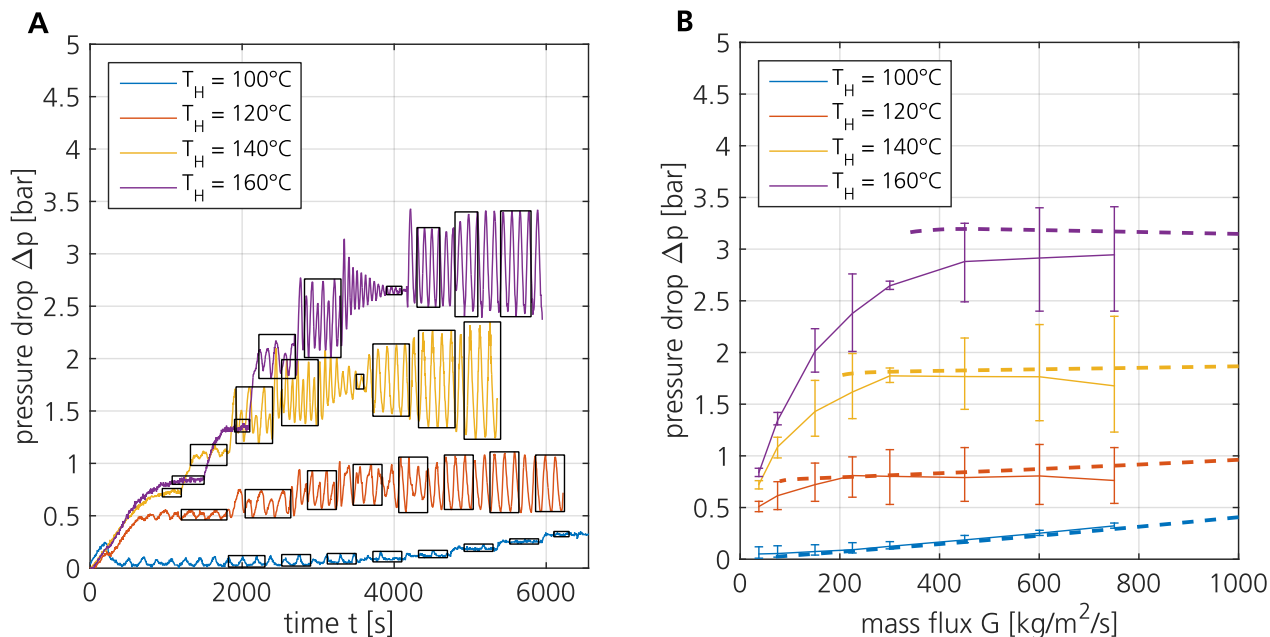 A
pressure drop Δp [bar]
5
4.5
4
3.5
3
2.5
2
1.5
1
0.5
0
T_H = 100°C
T_H = 120°C
T_H = 140°C
T_H = 160°C
0 2000 4000 6000
time t [s]
B
pressure drop Δp [bar]
5
4.5
4
3.5
3
2.5
2
1.5
1
0.5
0
T_H = 100°C
T_H = 120°C
T_H = 140°C
T_H = 160°C
0 200 400 600 800 1000
mass flux G [kg/m²/s]